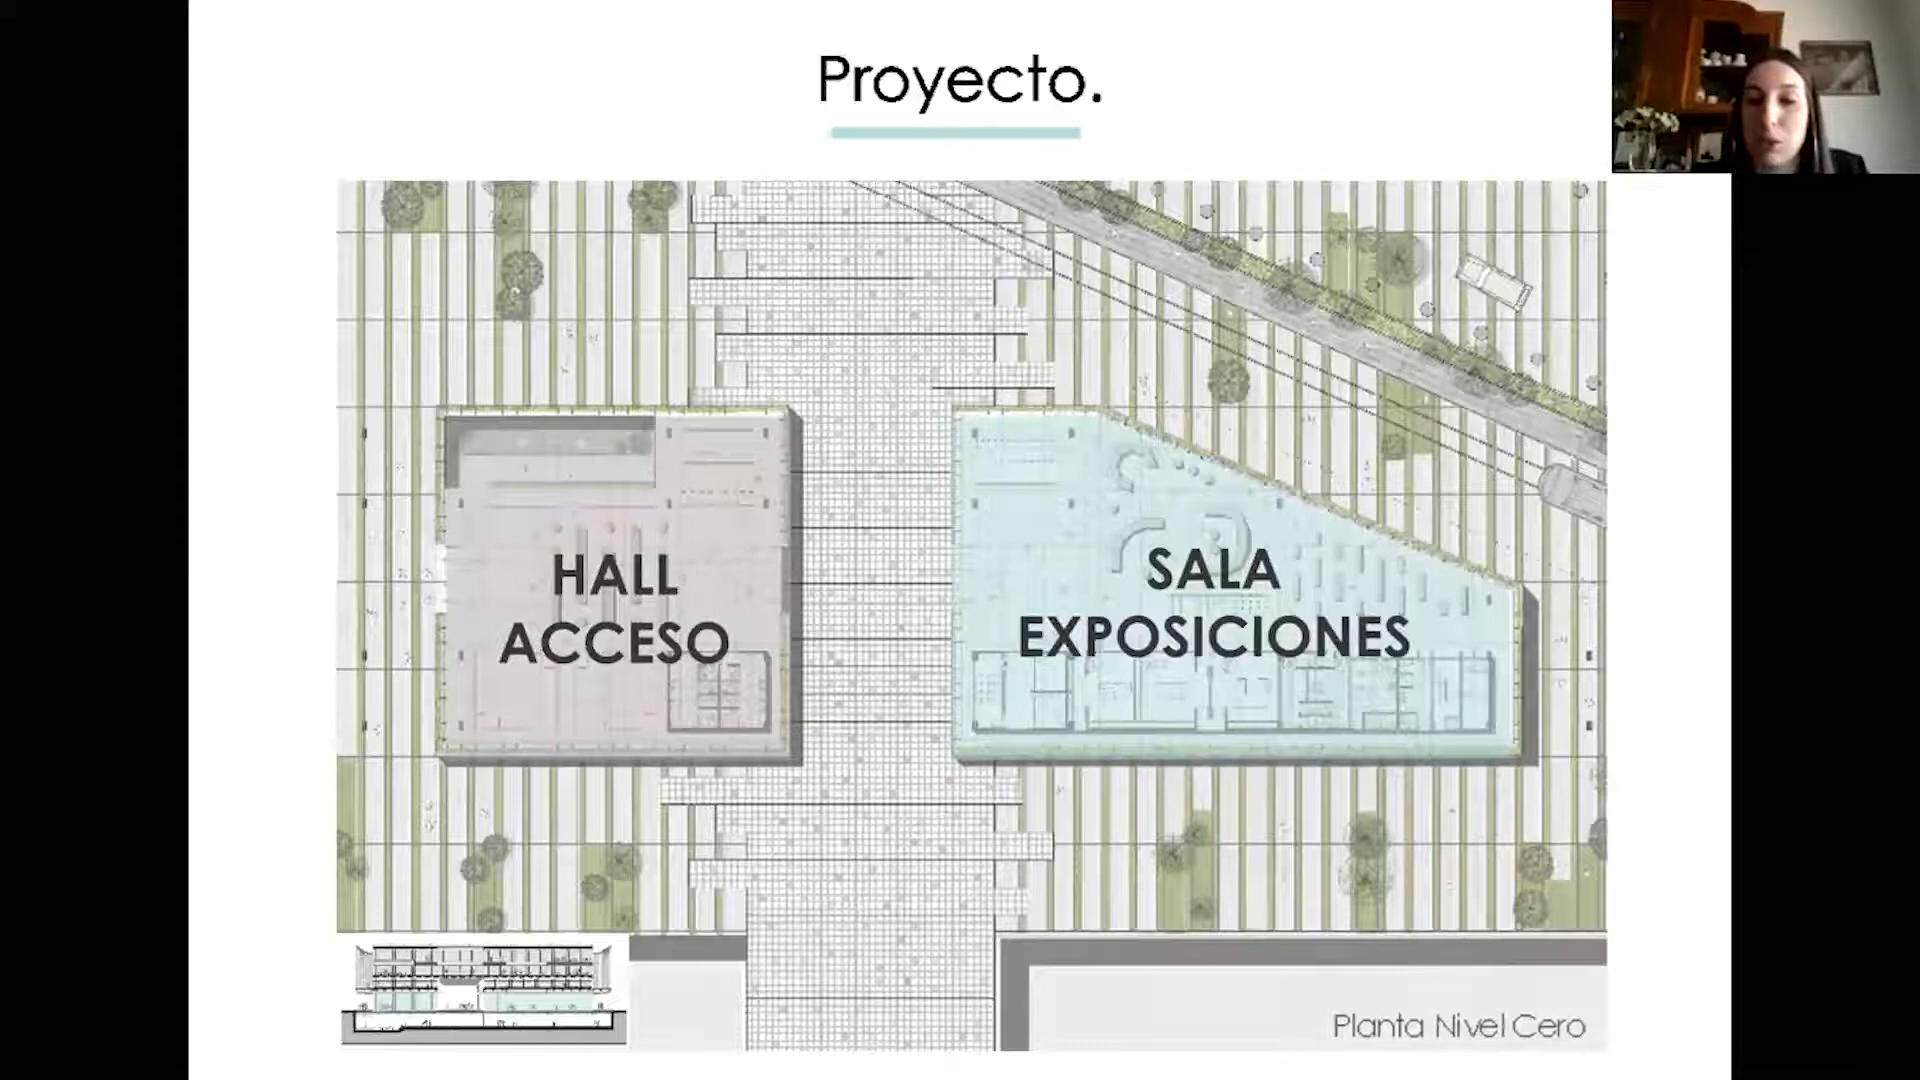 Proyecto.
HALL
ACCESO
SALA
EXPOSICIONES
Planta Nivel Cero